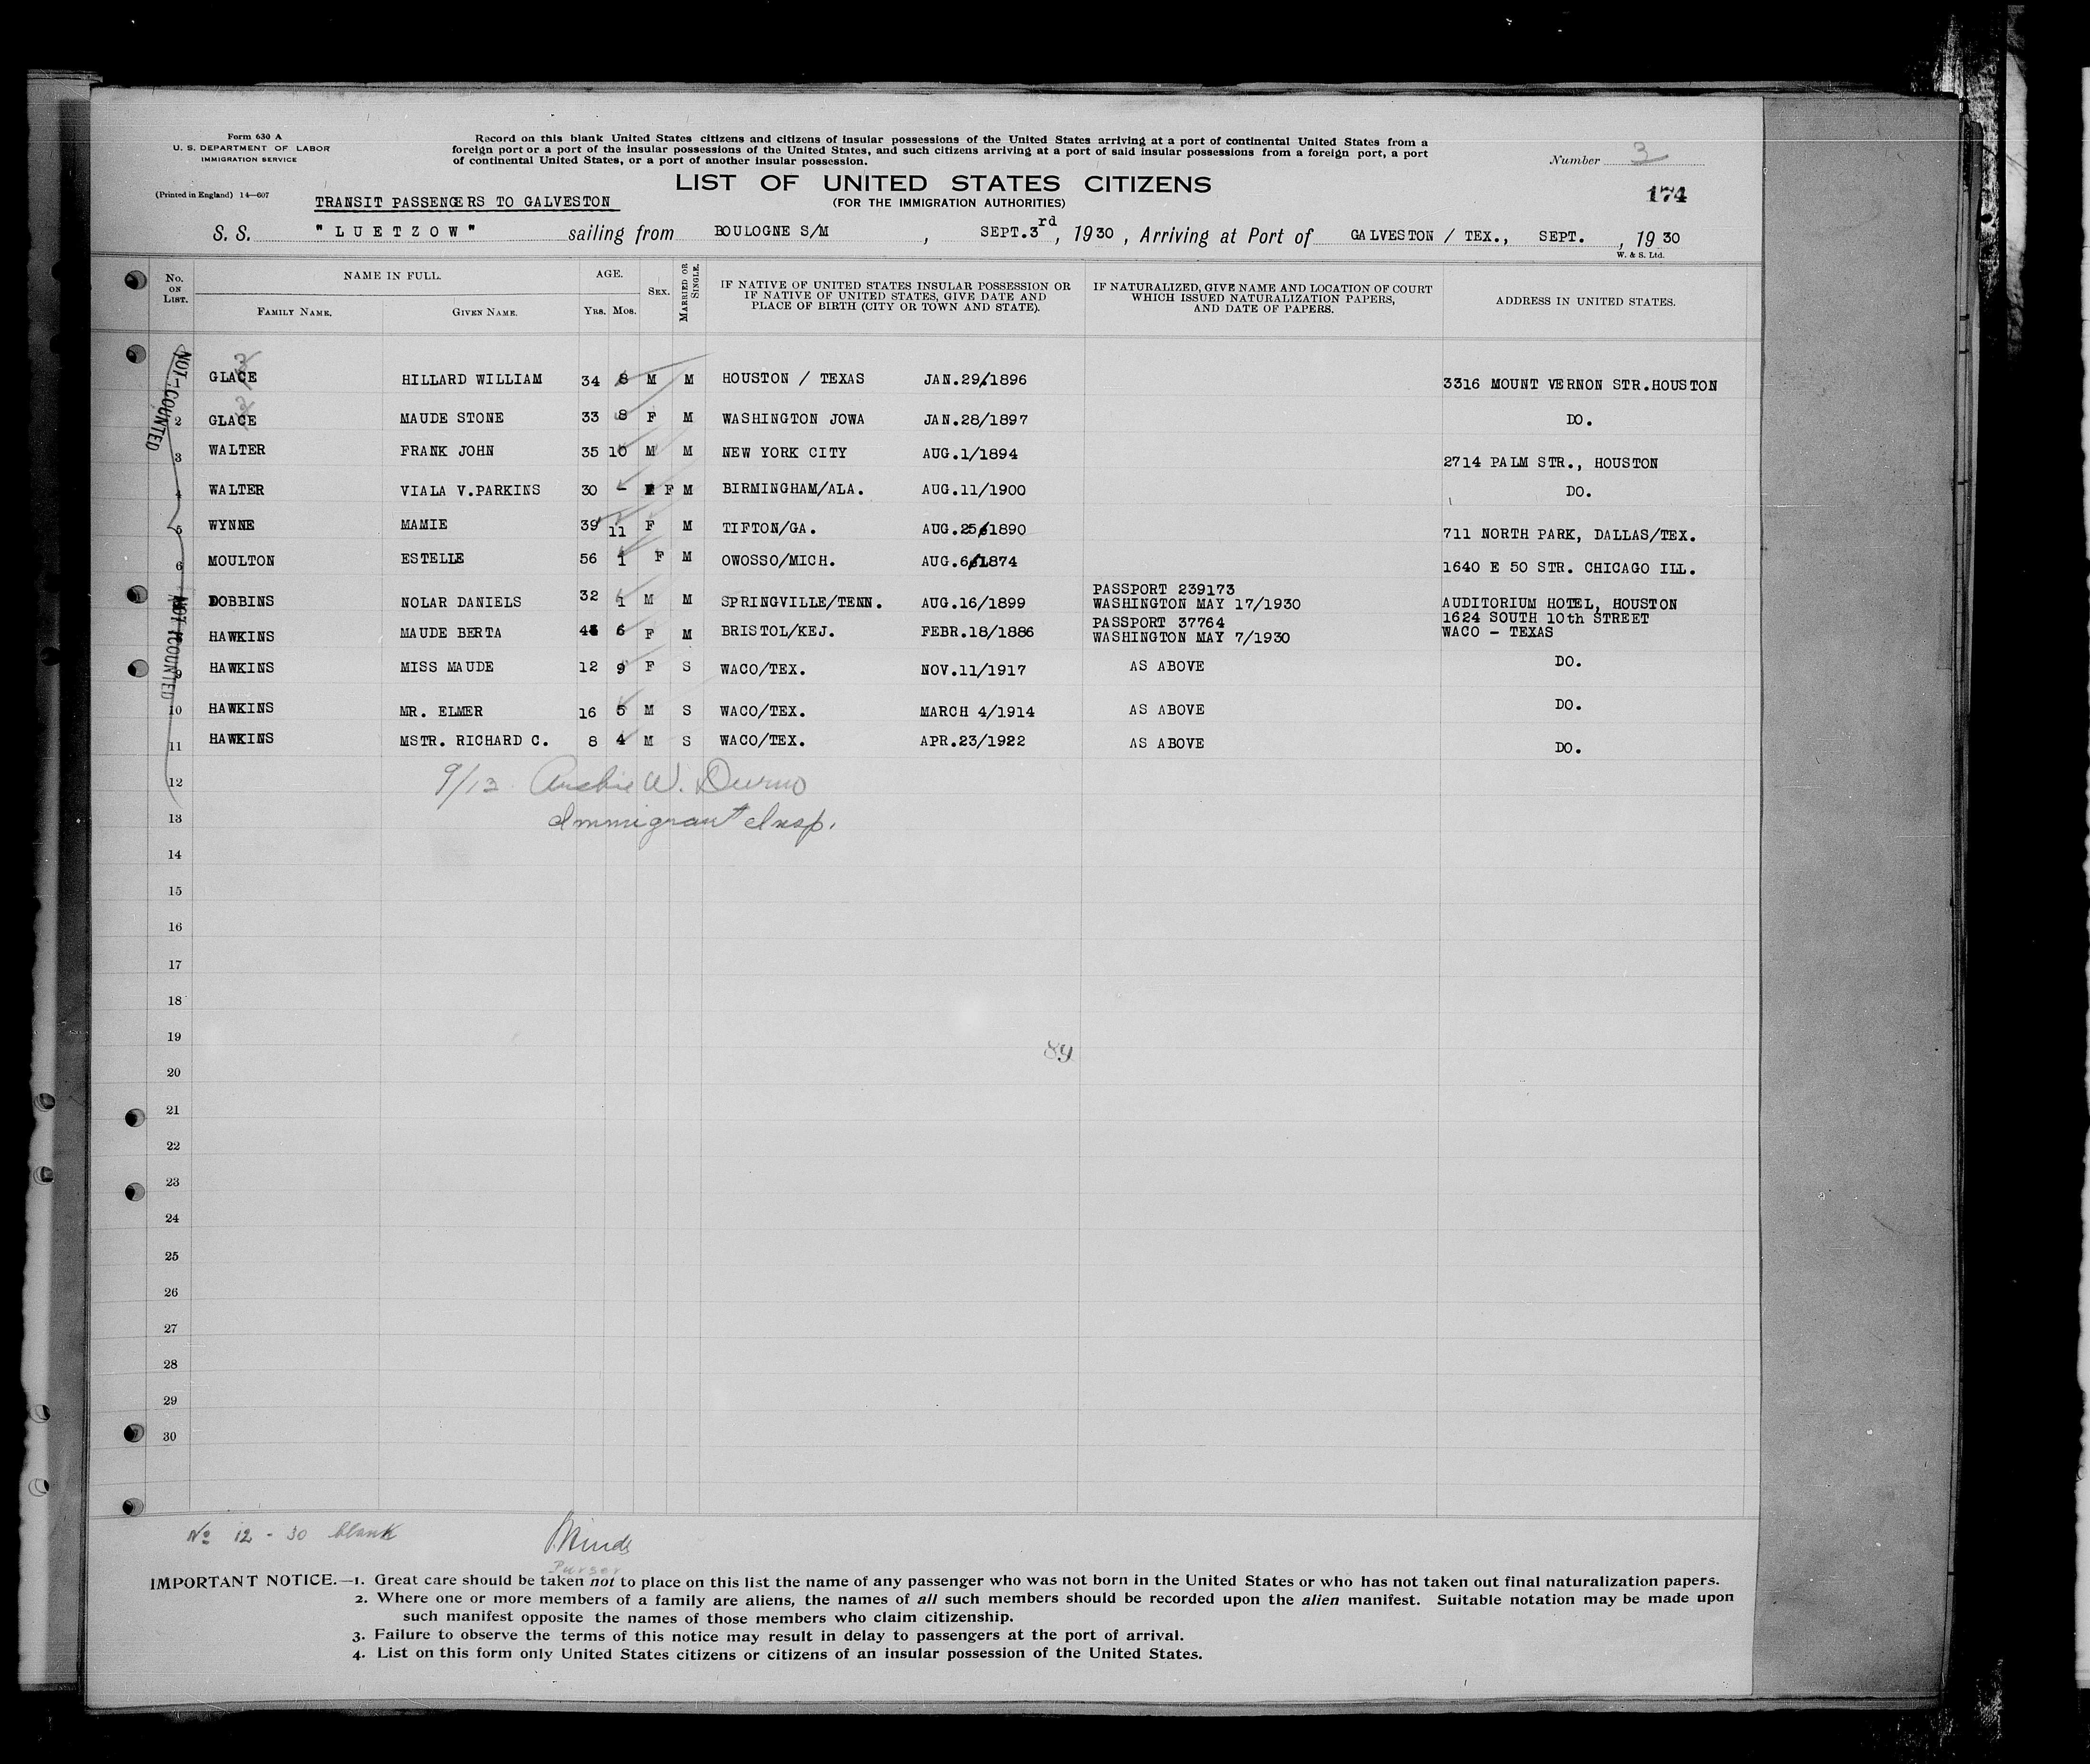 Form 630 A
U. S. DEPARTMENT OF LABOR
IMMIGRATION SERVICE
(Printed in England) 14—607
Record on this blank United States citizens and citizens of insular possessions of the United States arriving at a port of continental United States from a
foreign port or a port of the insular possessions of the United States, and such citizens arriving at a port of said insular possessions from a foreign port, a port
of continental United States, or a port of another insular possession.
Number 3
LIST OF UNITED STATES CITIZENS
(FOR THE IMMIGRATION AUTHORITIES)
174
TRANSIT PASSENGERS TO GALVESTON
S. S. "LUETZOW" sailing from BOULOGNE S/M , SEPT.3rd, 1930 , Arriving at Port of GALVESTON / TEX., SEPT. , 1930
W. & S. Ltd.
No. ON LIST. NAME IN FULL. AGE. SEX. MARRIED OR SINGLE. IF NATIVE OF UNITED STATES INSULAR POSSESSION OR IF NATIVE OF UNITED STATES, GIVE DATE AND PLACE OF BIRTH (CITY OR TOWN AND STATE). IF NATURALIZED, GIVE NAME AND LOCATION OF COURT WHICH ISSUED NATURALIZATION PAPERS, AND DATE OF PAPERS. ADDRESS IN UNITED STATES.
FAMILY NAME. GIVEN NAME. Yrs. Mos.
NOT COUNTED
1 GLACE HILLARD WILLIAM 34 8 M M HOUSTON / TEXAS JAN.29/1896 3316 MOUNT VERNON STR.HOUSTON
2 GLACE MAUDE STONE 33 8 F M WASHINGTON JOWA JAN.28/1897 DO.
3 WALTER FRANK JOHN 35 10 M M NEW YORK CITY AUG.1/1894 2714 PALM STR., HOUSTON
4 WALTER VIALA V.PARKINS 30 - F M BIRMINGHAM/ALA. AUG.11/1900 DO.
5 WYNNE MAMIE 39 11 F M TIFTON/GA. AUG.25/1890 711 NORTH PARK, DALLAS/TEX.
6 MOULTON ESTELLE 56 1 F M OWOSSO/MICH. AUG.6/1874 1640 E 50 STR. CHICAGO ILL.
NOT COUNTED
DOBBINS NOLAR DANIELS 32 1 M M SPRINGVILLE/TENN. AUG.16/1899 PASSPORT 239173 WASHINGTON MAY 17/1930 AUDITORIUM HOTEL, HOUSTON
8 HAWKINS MAUDE BERTA 6 F M BRISTOL/KEJ. FEBR.18/1886 PASSPORT 37764 WASHINGTON MAY 7/1930 1624 SOUTH 10th STREET WACO - TEXAS
9 HAWKINS MISS MAUDE 12 9 F S WACO/TEX. NOV.11/1917 AS ABOVE DO.
10 HAWKINS MR. ELMER 16 5 M S WACO/TEX. MARCH 4/1914 AS ABOVE DO.
11 HAWKINS MSTR. RICHARD C. 8 4 M S WACO/TEX. APR.23/1922 AS ABOVE DO.
12 9/13 Archie W.
13 Immigrant Insp.
14
15
16
17
18
19
89
20
21
22
23
24
25
26
27
28
29
30
No 12 - 30 blank
Purser
IMPORTANT NOTICE.—1. Great care should be taken not to place on this list the name of any passenger who was not born in the United States or who has not taken out final naturalization papers.
2. Where one or more members of a family are aliens, the names of all such members should be recorded upon the alien manifest. Suitable notation may be made upon
such manifest opposite the names of those members who claim citizenship.
3. Failure to observe the terms of this notice may result in delay to passengers at the port of arrival.
4. List on this form only United States citizens or citizens of an insular possession of the United States.